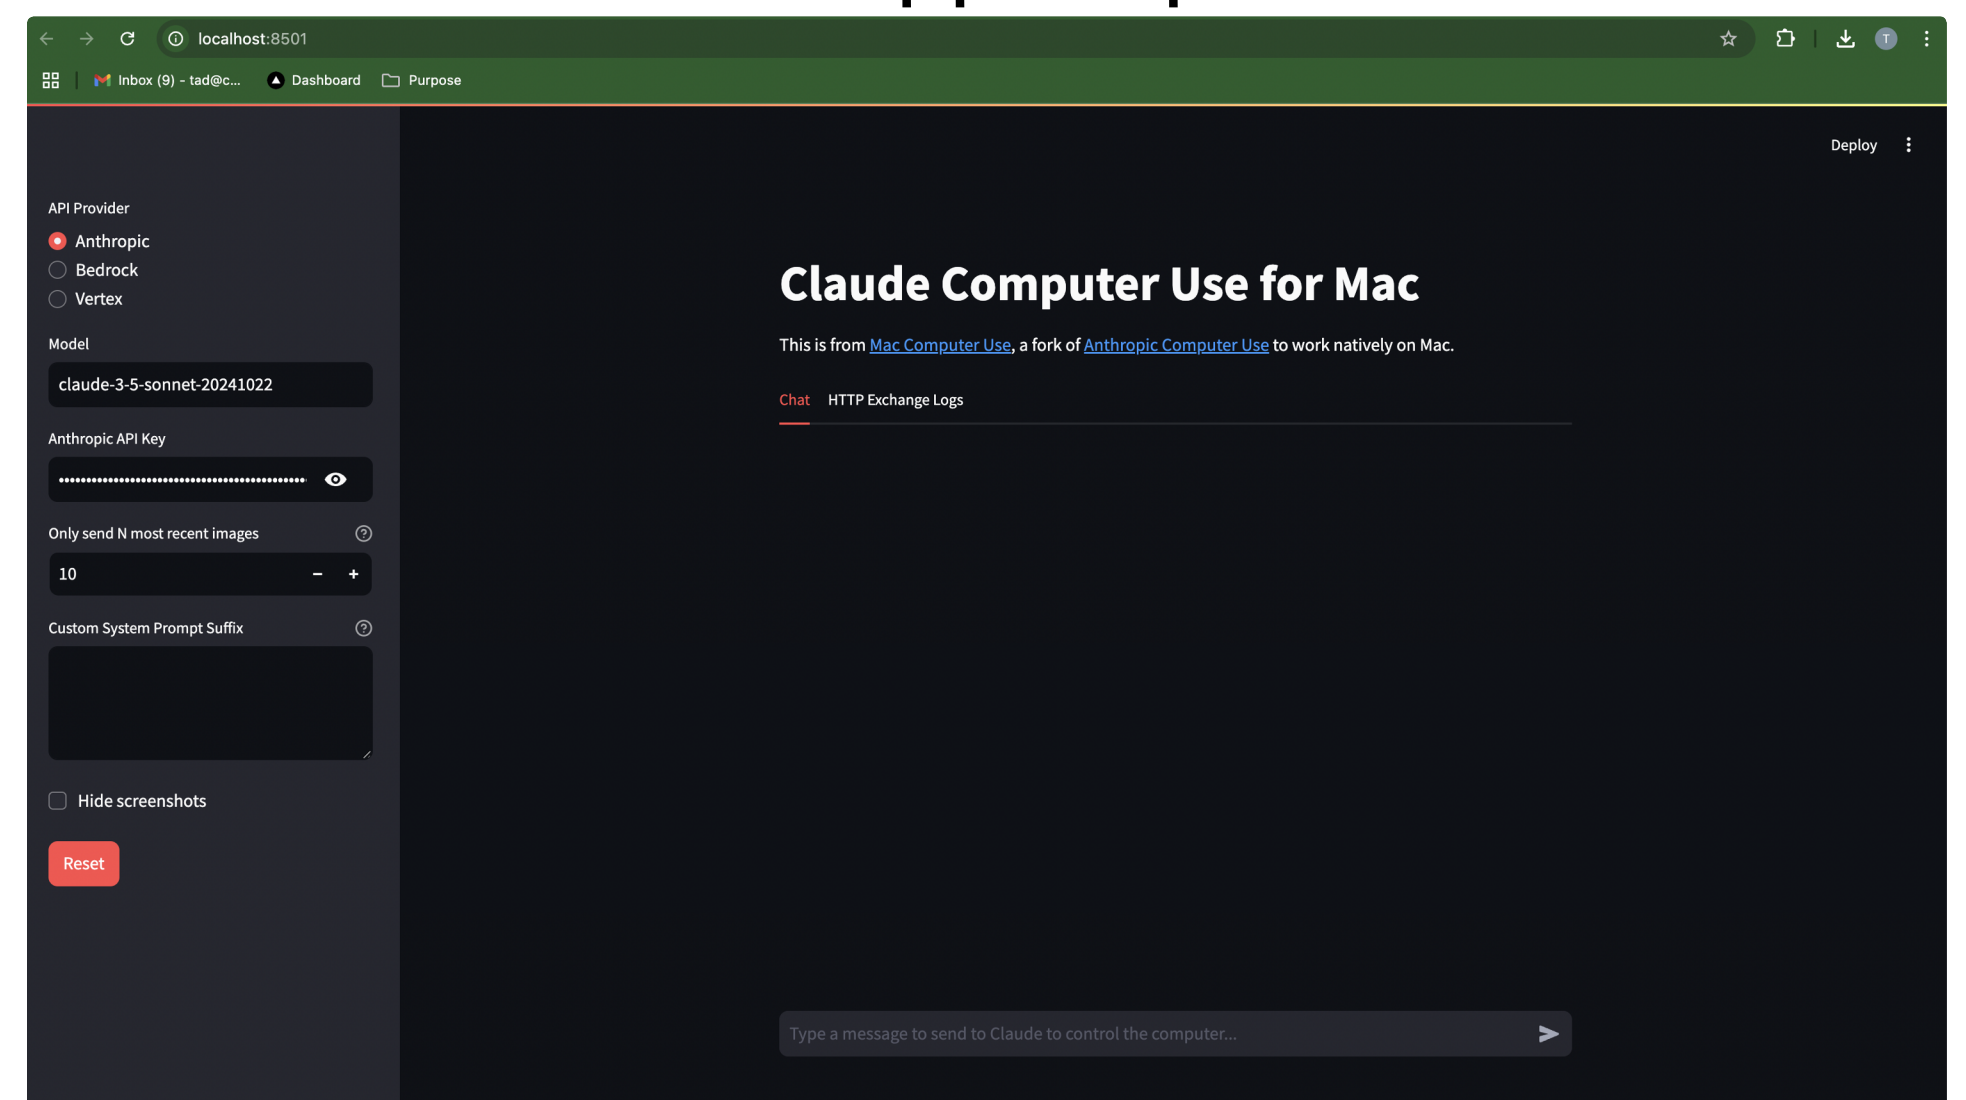 localhost:8501
T
Inbox (9) - tad@c...
Dashboard
Purpose
Deploy
API Provider
Anthropic
Bedrock
Vertex
Model
claude-3-5-sonnet-20241022
Anthropic API Key
Only send N most recent images
10
Custom System Prompt Suffix
Hide screenshots
Reset
Claude Computer Use for Mac
This is from Mac Computer Use, a fork of Anthropic Computer Use to work natively on Mac.
Chat HTTP Exchange Logs
Type a message to send to Claude to control the computer...